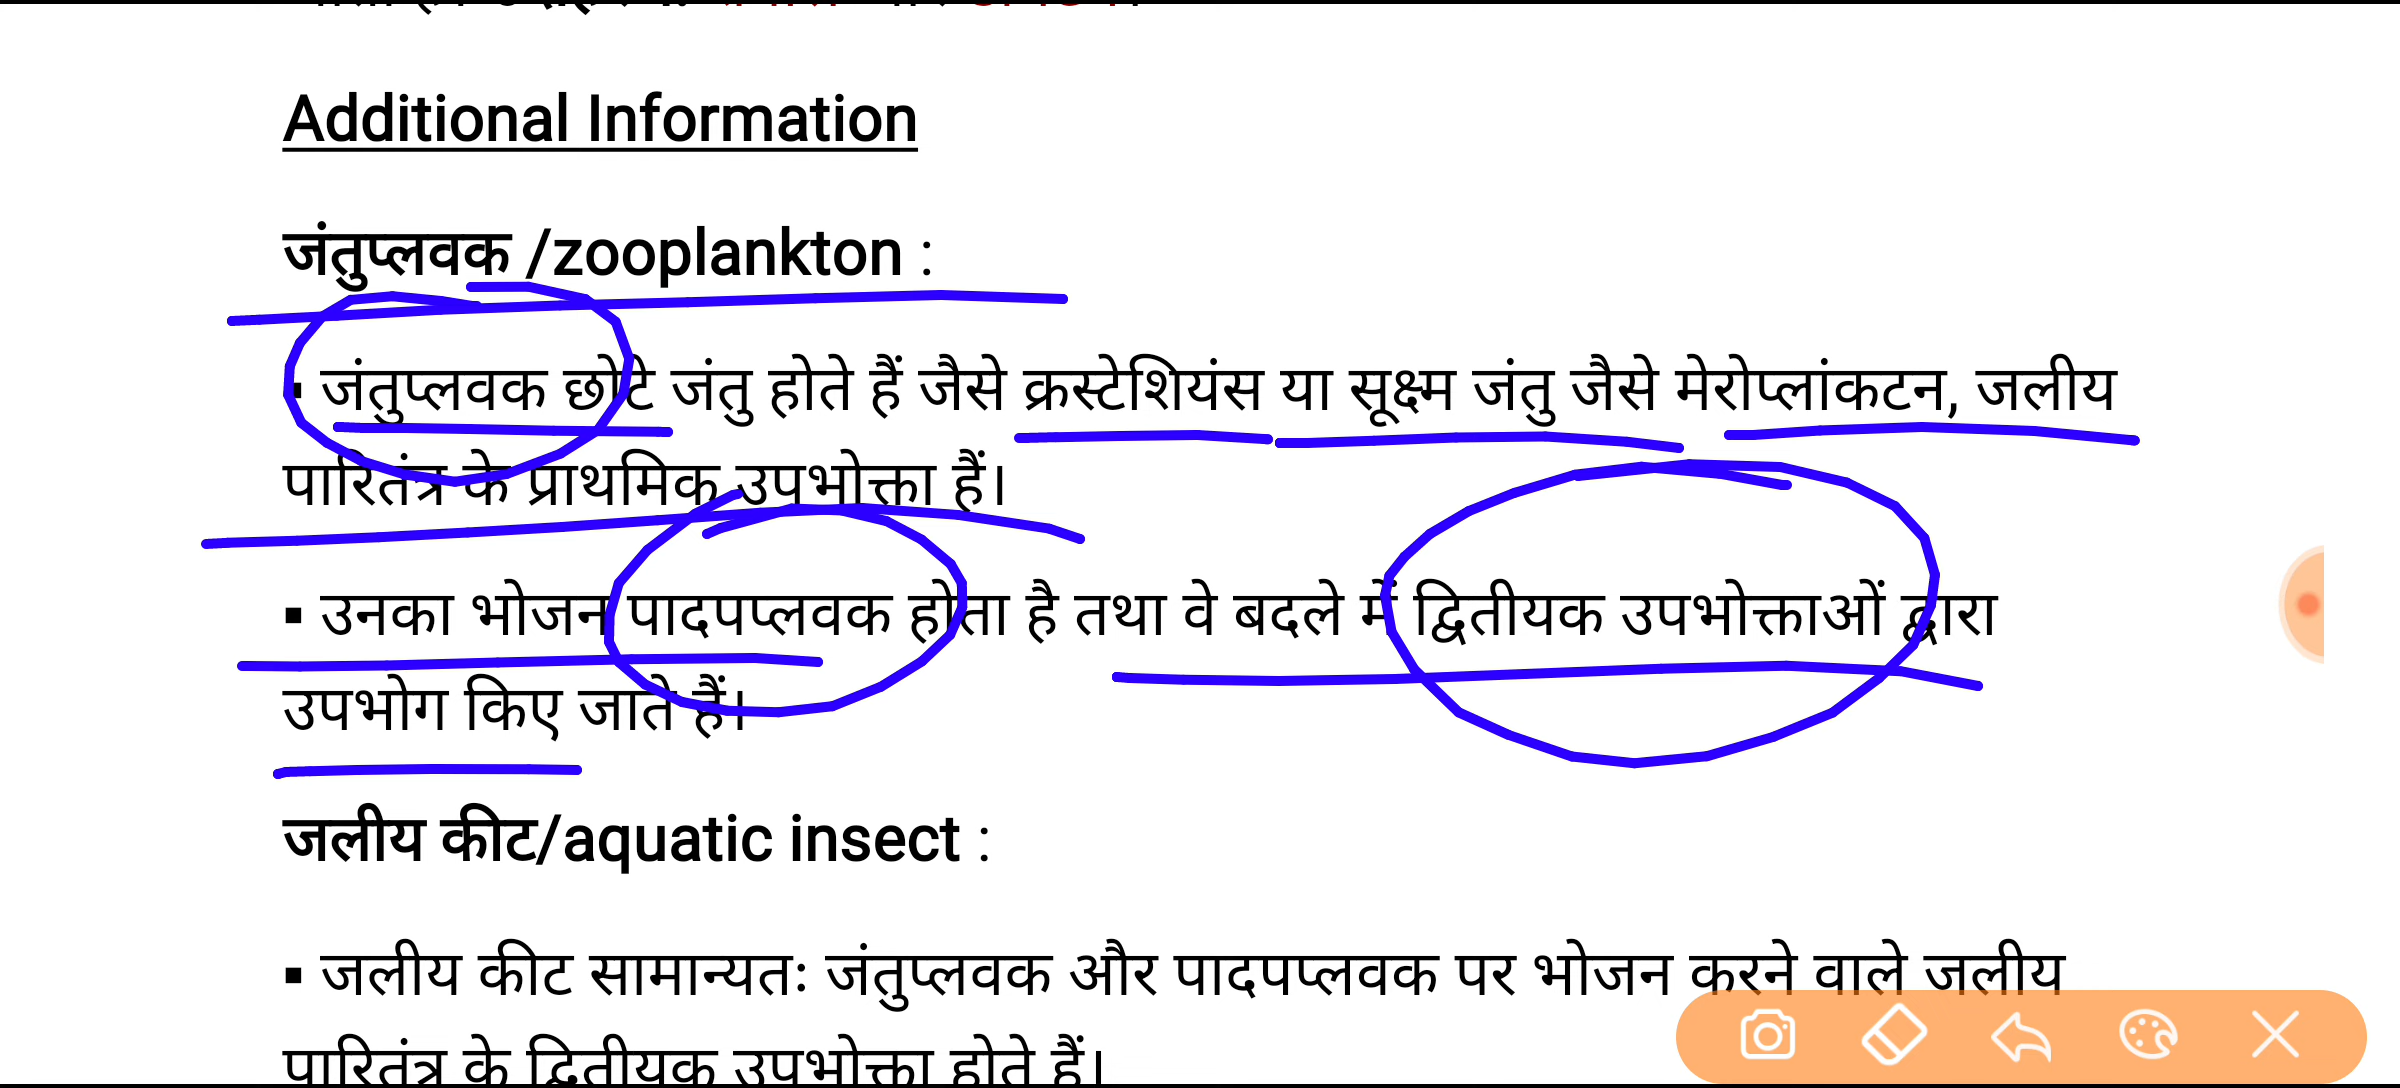 Additional Information
जंतुप्लवक /zooplankton :
▪ जंतुप्लवक छोटे जंतु होते हैं जैसे क्रस्टेशियंस या सूक्ष्म जंतु जैसे मेरोप्लांकटन, जलीय
पारितंत्र के प्राथमिक उपभोक्ता हैं।
▪ उनका भोजन पादपप्लवक होता है तथा वे बदले में द्वितीयक उपभोक्ताओं द्वारा
उपभोग किए जाते हैं।
जलीय कीट/aquatic insect :
▪ जलीय कीट सामान्यतः जंतुप्लवक और पादपप्लवक पर भोजन करने वाले जलीय
पारितंत्र के द्वितीयक उपभोक्ता होते हैं।